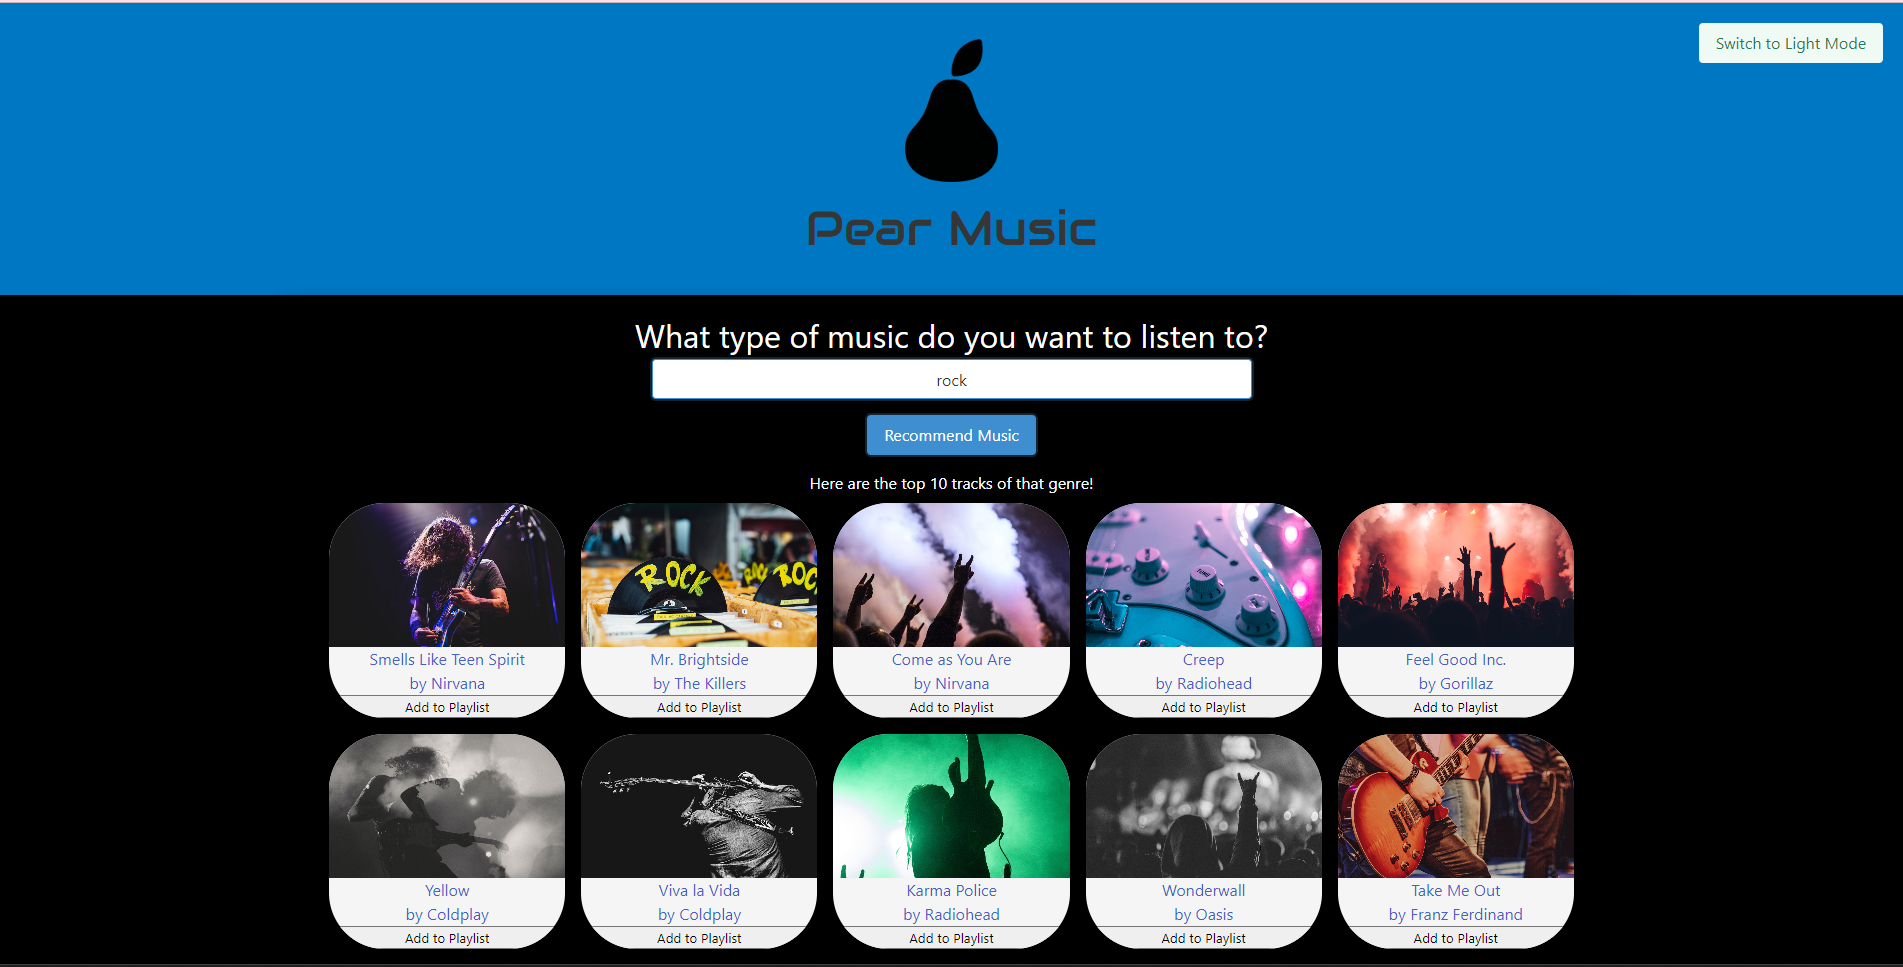 Switch to Light Mode
Pear Music
What type of music do you want to listen to?
rock
Recommend Music
Here are the top 10 tracks of that genre!
ROCK
ROC
TONE
Smells Like Teen Spirit
by Nirvana
Add to Playlist
Mr. Brightside
by The Killers
Add to Playlist
Come as You Are
by Nirvana
Add to Playlist
Creep
by Radiohead
Add to Playlist
Feel Good Inc.
by Gorillaz
Add to Playlist
Yellow
by Coldplay
Add to Playlist
Viva la Vida
by Coldplay
Add to Playlist
Karma Police
by Radiohead
Add to Playlist
Wonderwall
by Oasis
Add to Playlist
Take Me Out
by Franz Ferdinand
Add to Playlist